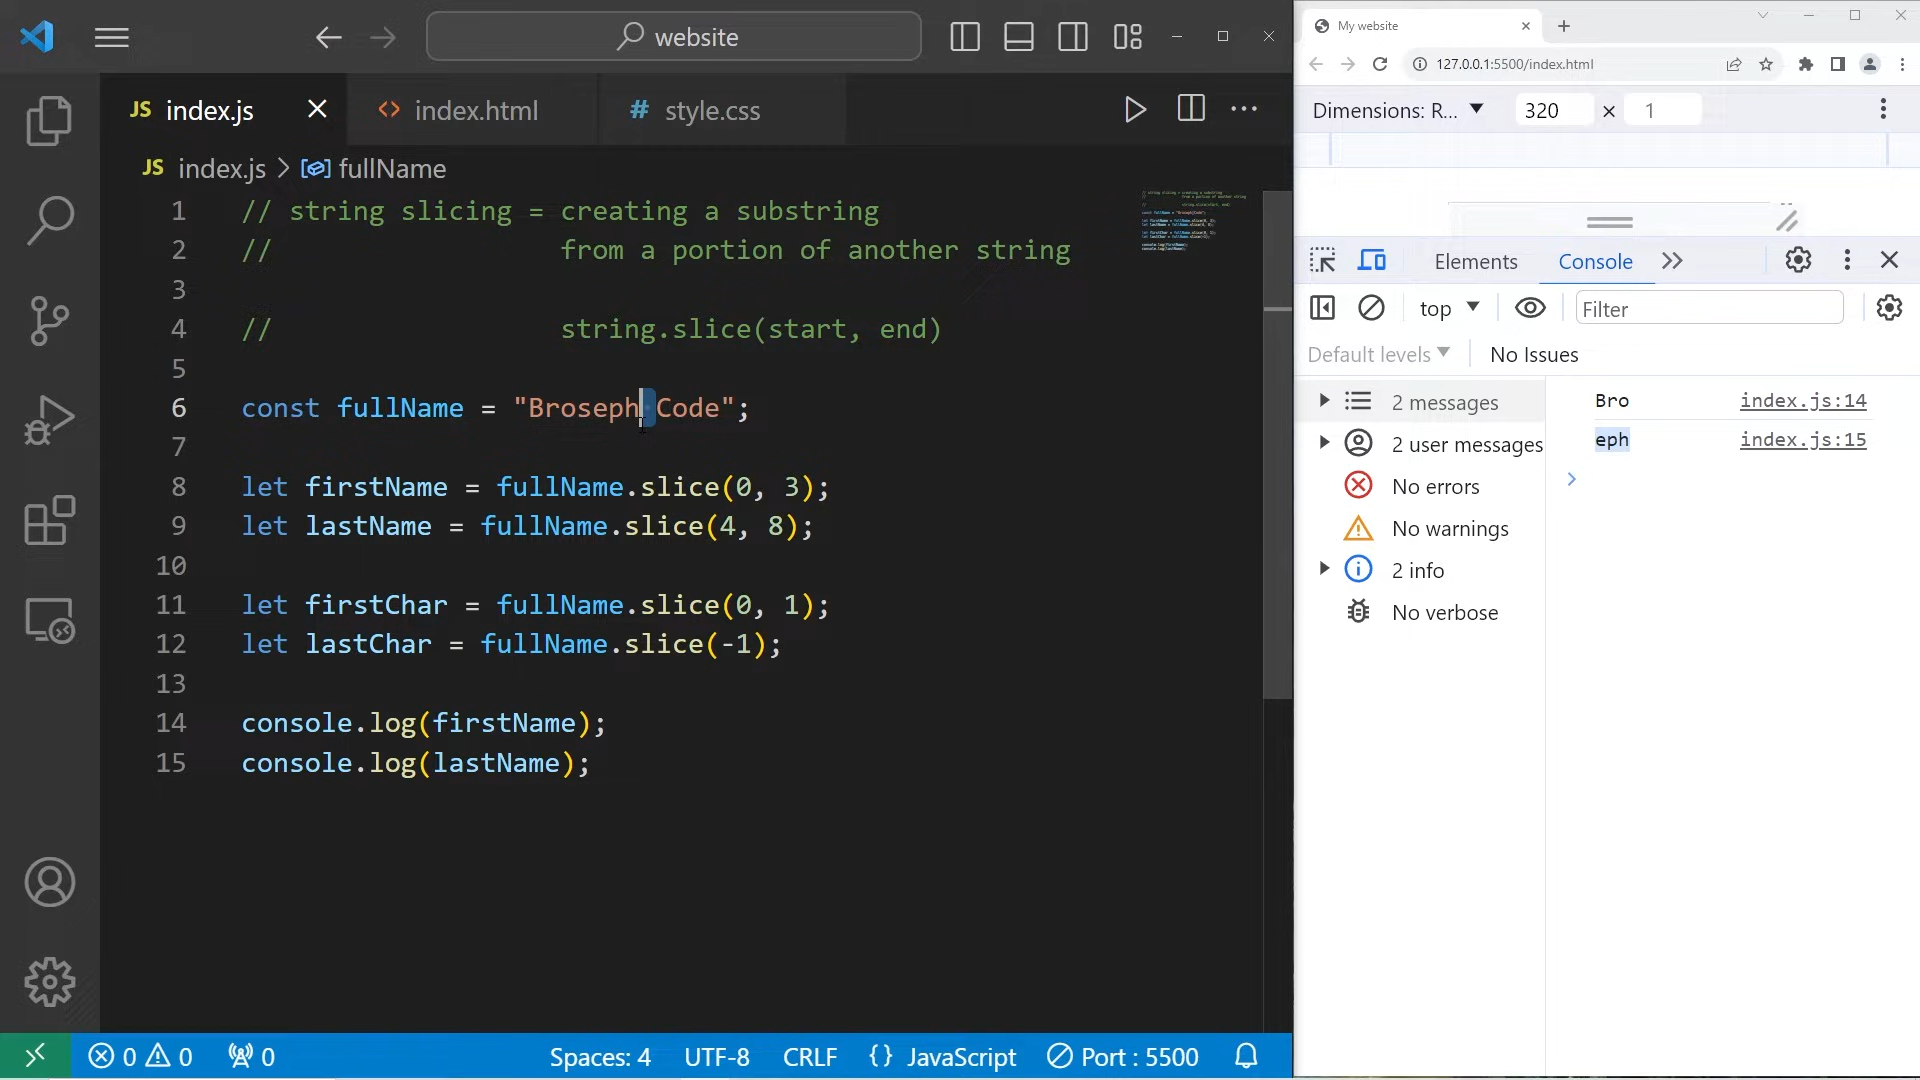 website
JS index.js
<> index.html
# style.css
JS index.js > fullName
1 // string slicing = creating a substring
2 // from a portion of another string
3
4 // string.slice(start, end)
5
6 const fullName = "Broseph Code";
7
8 let firstName = fullName.slice(0, 3);
9 let lastName = fullName.slice(4, 8);
10
11 let firstChar = fullName.slice(0, 1);
12 let lastChar = fullName.slice(-1);
13
14 console.log(firstName);
15 console.log(lastName);
0 0 0
Spaces: 4 UTF-8 CRLF {} JavaScript Port : 5500
My website
127.0.0.1:5500/index.html
Dimensions: R... 320 × 1
Elements Console
top Filter
Default levels No Issues
2 messages
2 user messages
No errors
No warnings
2 info
No verbose
Bro index.js:14
eph index.js:15